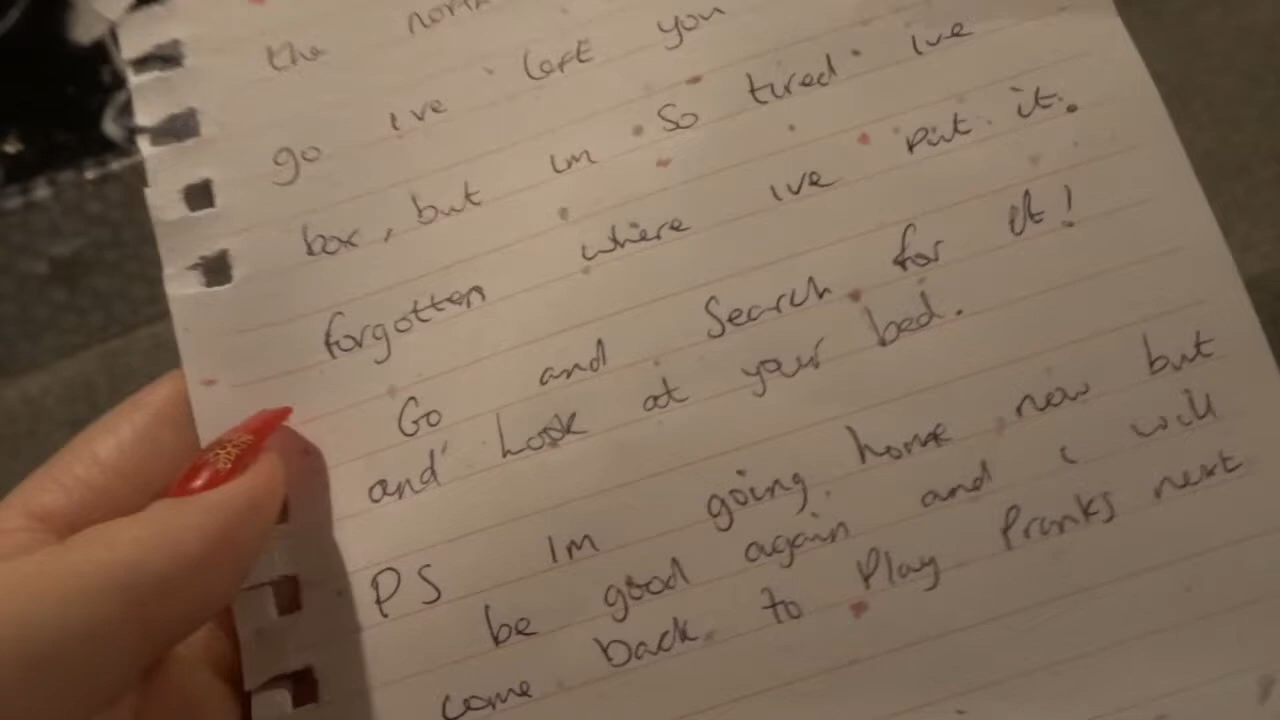 the north
go ive left you
box, but im so tired ive
forgotten where ive put it.
Go and Search for it!
and look at your bed.
PS Im going home now but
be good again and i will
come back to Play Pranks next